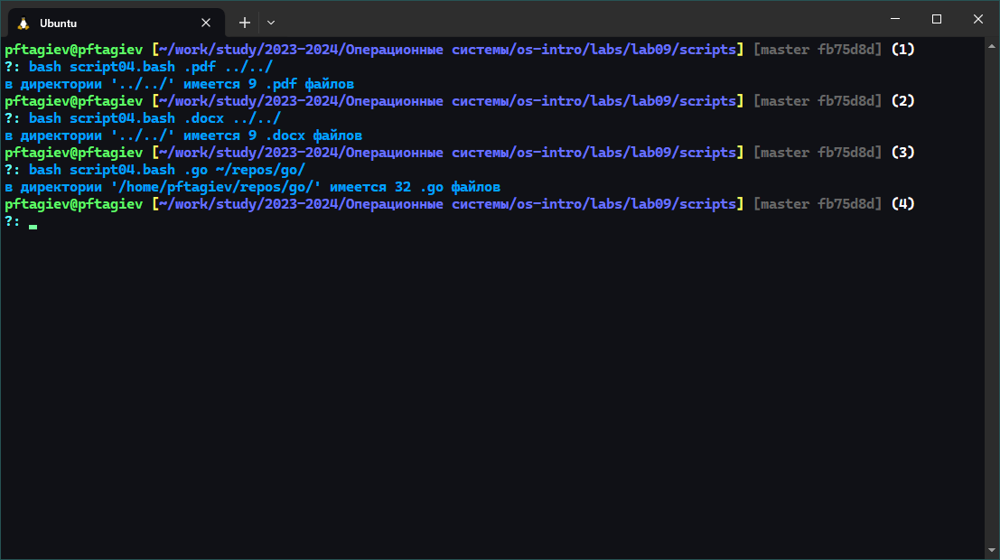 Ubuntu
pftagiev@pftagiev [~/work/study/2023-2024/Операционные системы/os-intro/labs/lab09/scripts] [master fb75d8d] (1)
?: bash script04.bash .pdf ../../
в директории '../../' имеется 9 .pdf файлов
pftagiev@pftagiev [~/work/study/2023-2024/Операционные системы/os-intro/labs/lab09/scripts] [master fb75d8d] (2)
?: bash script04.bash .docx ../../
в директории '../../' имеется 9 .docx файлов
pftagiev@pftagiev [~/work/study/2023-2024/Операционные системы/os-intro/labs/lab09/scripts] [master fb75d8d] (3)
?: bash script04.bash .go ~/repos/go/
в директории '/home/pftagiev/repos/go/' имеется 32 .go файлов
pftagiev@pftagiev [~/work/study/2023-2024/Операционные системы/os-intro/labs/lab09/scripts] [master fb75d8d] (4)
?: